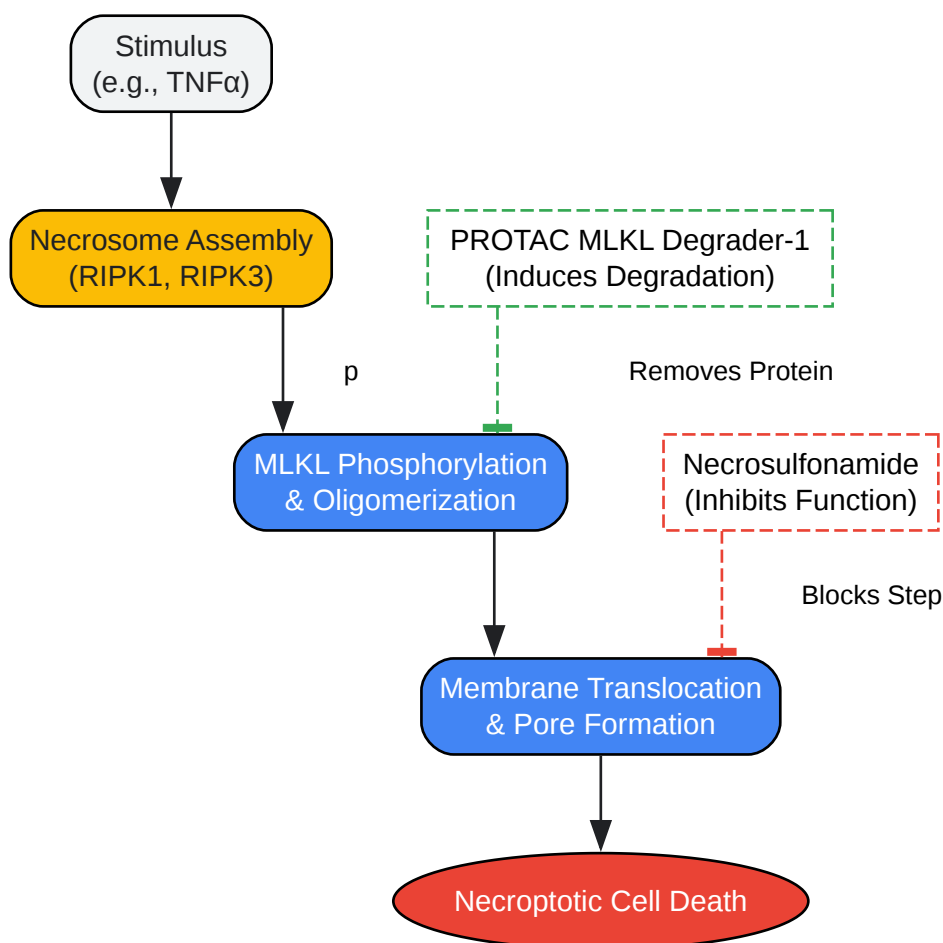 Stimulus
(e.g., TNFα)
Necrosome Assembly
(RIPK1, RIPK3)
PROTAC MLKL Degrader-1
(Induces Degradation)
p
Removes Protein
MLKL Phosphorylation
& Oligomerization
Necrosulfonamide
(Inhibits Function)
Blocks Step
Membrane Translocation
& Pore Formation
Necroptotic Cell Death